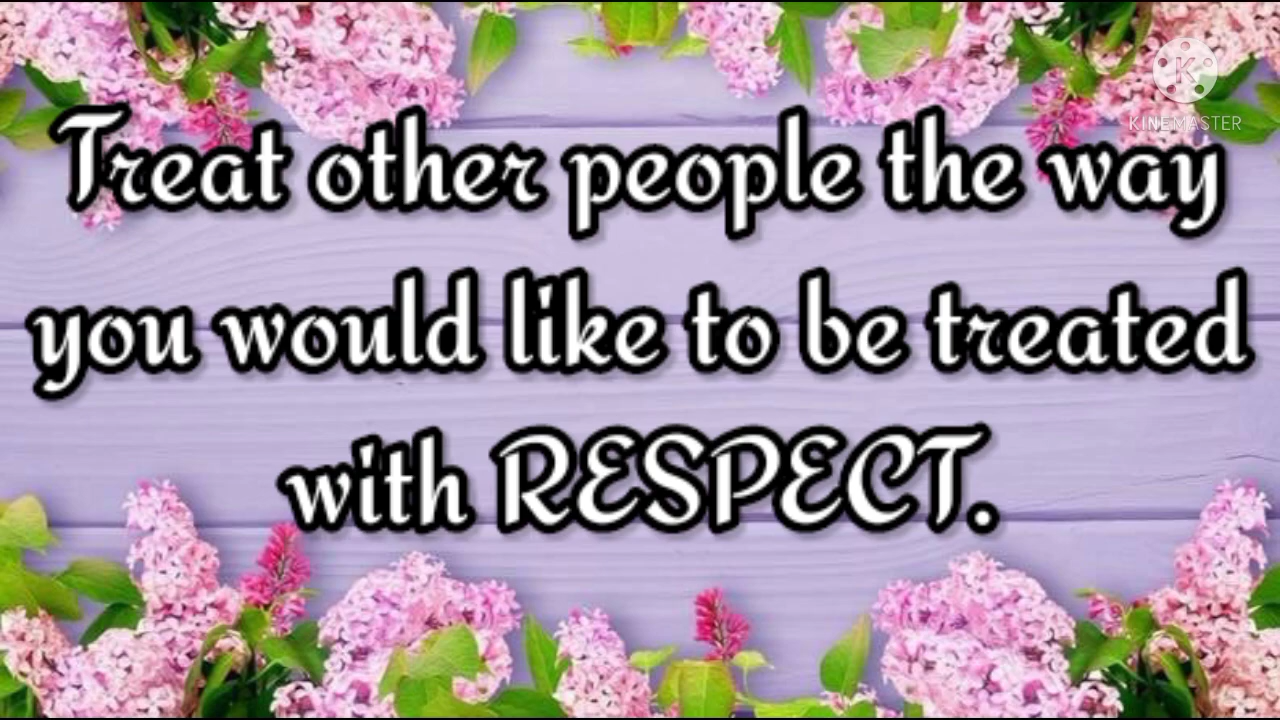 KINEMASTER
Treat other people the way
you would like to be treated
with RESPECT.